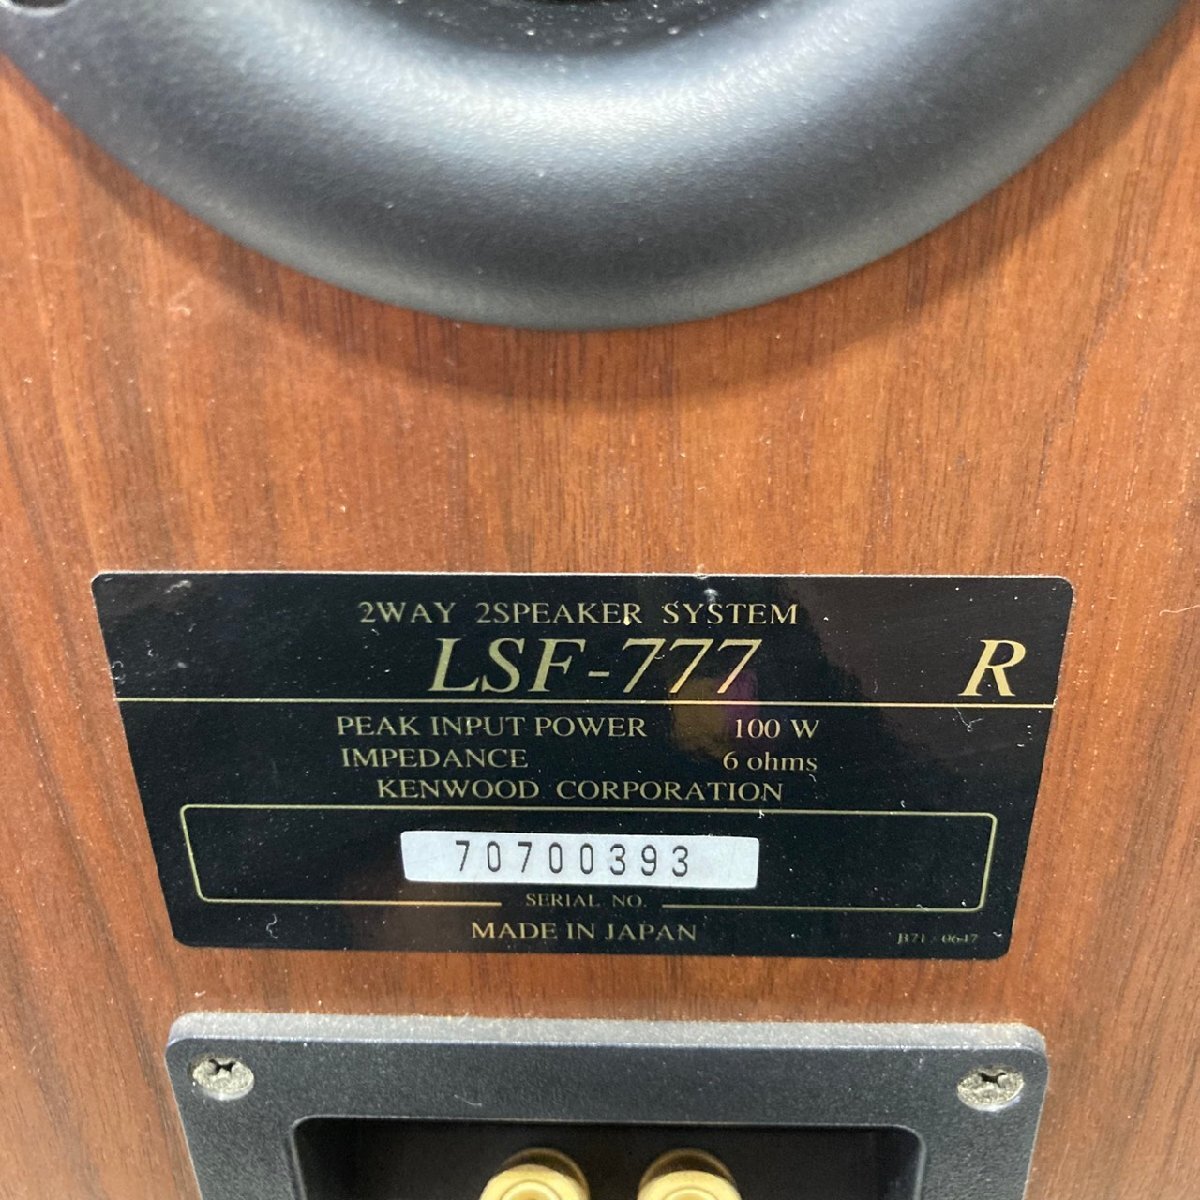 2WAY 2SPEAKER SYSTEM
LSF-777 R
PEAK INPUT POWER 100 W
IMPEDANCE 6 ohms
KENWOOD CORPORATION
70700393
SERIAL NO.
MADE IN JAPAN